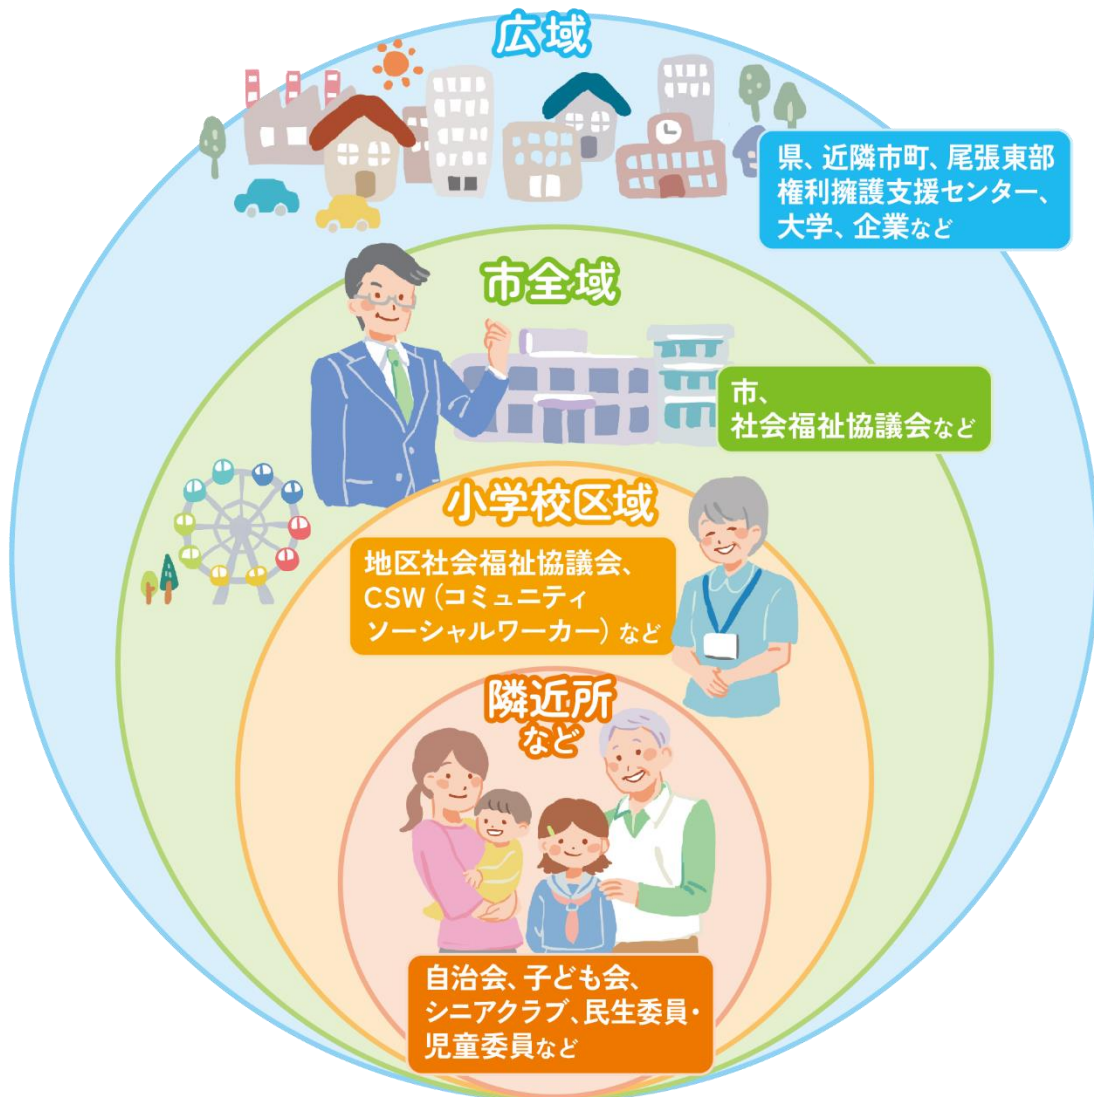 広域
県、近隣市町、尾張東部
権利擁護支援センター、
大学、企業など
市全域
市、
社会福祉協議会など
小学校区域
地区社会福祉協議会、
CSW（コミュニティ
ソーシャルワーカー）など
隣近所
など
自治会、子ども会、
シニアクラブ、民生委員・
児童委員など